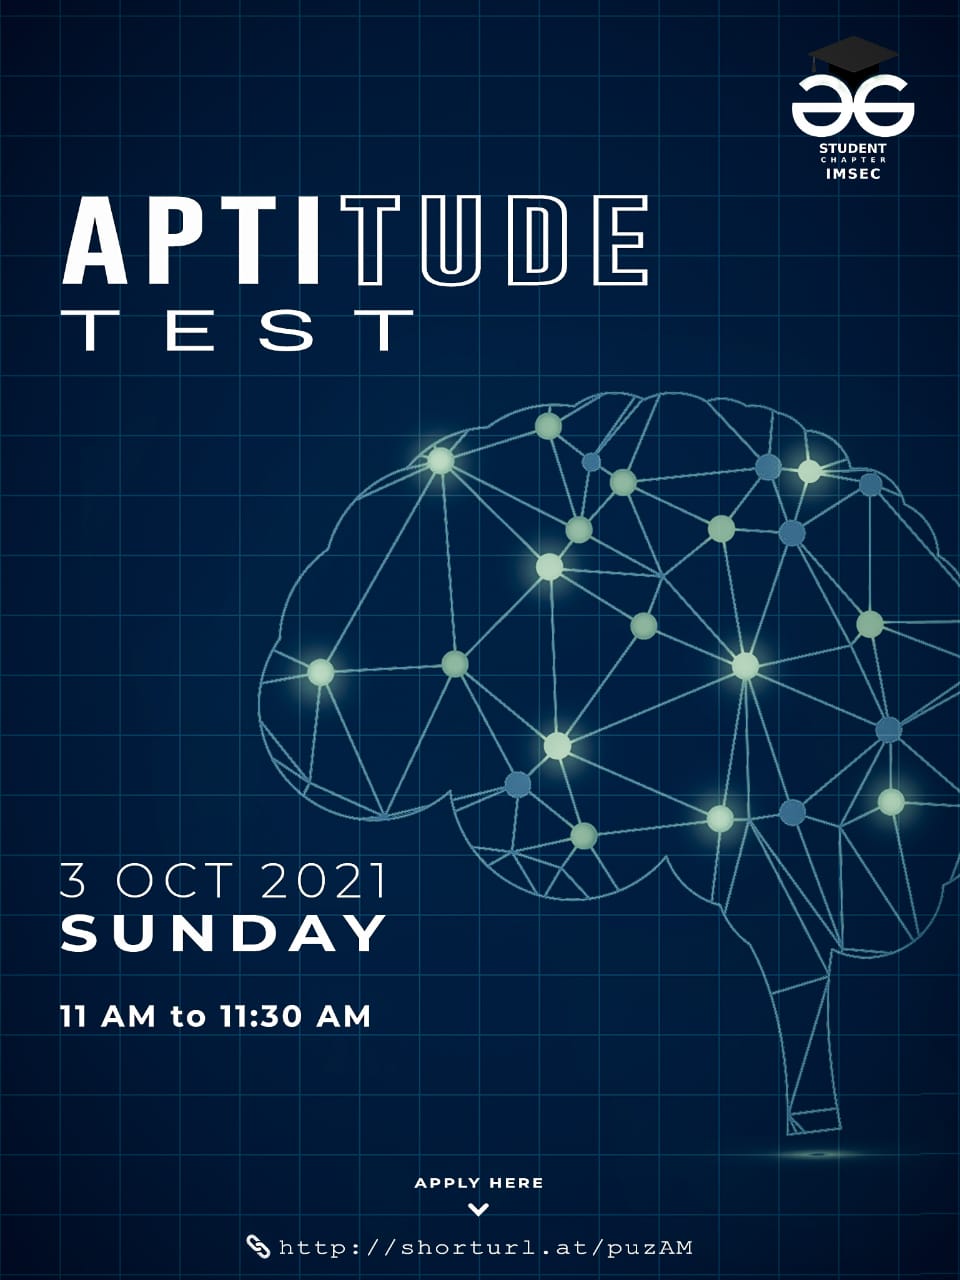 STUDENT
CHAPTER
IMSEC
APTITUDE
TEST
3 OCT 2021
SUNDAY
11 AM to 11:30 AM
APPLY HERE
http://shorturl.at/puzAM